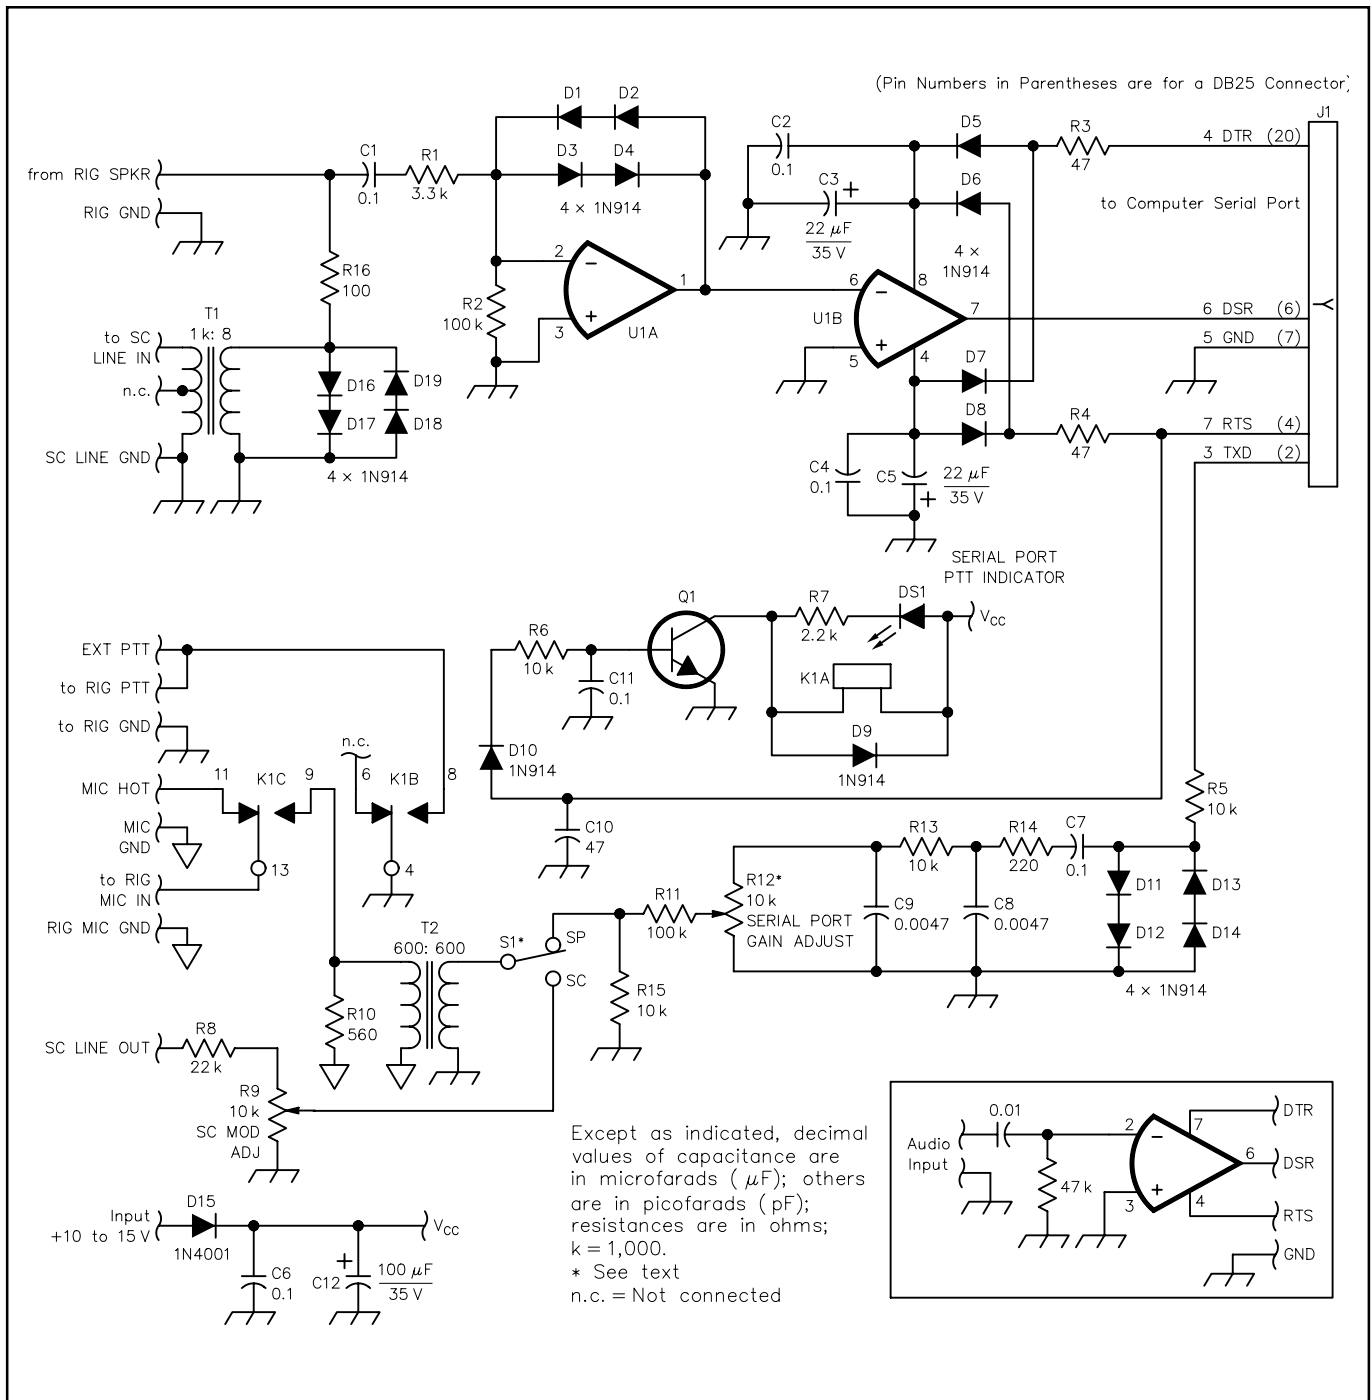 (Pin Numbers in Parentheses are for a DB25 Connector)
J1
D1
D2
D3
D4
4 × 1N914
from RIG SPKR
RIG GND
C1
0.1
R1
3.3 k
R16
100
R2
100 k
2
3
1
U1A
C2
0.1
C3
+
22 µF
35 V
D5
D6
4 ×
1N914
R3
47
4 DTR (20)
to Computer Serial Port
6
8
7
5
4
U1B
6 DSR (6)
5 GND (7)
7 RTS (4)
3 TXD (2)
D7
D8
R4
47
C4
0.1
C5
+
22 µF
35 V
T1
1 k: 8
to SC
LINE IN
n.c.
SC LINE GND
D16
D17
D19
D18
4 × 1N914
SERIAL PORT
PTT INDICATOR
Q1
R7
2.2 k
DS1
VCC
K1A
D9
1N914
R6
10 k
C11
0.1
D10
1N914
C10
47
EXT PTT
to RIG PTT
to RIG GND
MIC HOT
MIC
GND
to RIG
MIC IN
RIG MIC GND
11
K1C
9
13
n.c.
6
K1B
8
4
R5
10 k
R13
10 k
R14
220
C7
0.1
R11
100 k
R12*
10 k
SERIAL PORT
GAIN ADJUST
C9
0.0047
C8
0.0047
D11
D12
D13
D14
4 × 1N914
T2
600: 600
S1*
SP
SC
R15
10 k
R10
560
SC LINE OUT
R8
22 k
R9
10 k
SC MOD
ADJ
Input
+10 to 15 V
D15
1N4001
VCC
C6
0.1
C12
+
100 µF
35 V
Except as indicated, decimal
values of capacitance are
in microfarads ( µF); others
are in picofarads ( pF);
resistances are in ohms;
k = 1,000.
* See text
n.c. = Not connected
Audio
Input
0.01
47 k
2
3
7
6
4
DTR
DSR
RTS
GND